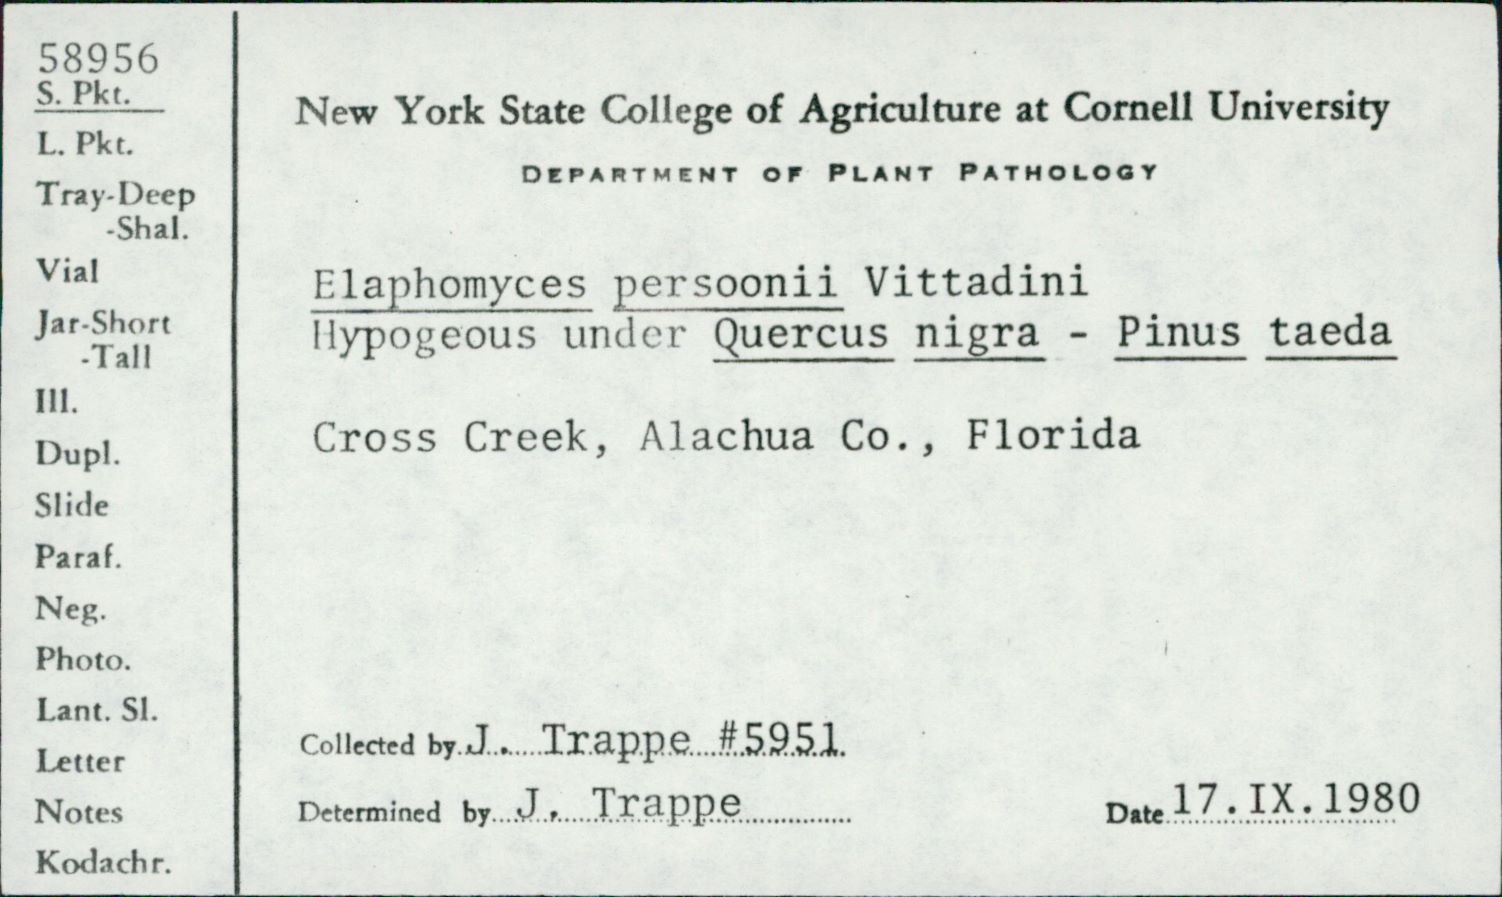 58956
S. Pkt.
L. Pkt.
Tray-Deep
-Shal.
Vial
Jar-Short
-Tall
Ill.
Dupl.
Slide
Paraf.
Neg.
Photo.
Lant. Sl.
Letter
Notes
Kodachr.
New York State College of Agriculture at Cornell University
DEPARTMENT OF PLANT PATHOLOGY
Elaphomyces persoonii Vittadini
Hypogeous under Quercus nigra - Pinus taeda
Cross Creek, Alachua Co., Florida
Collected by J. Trappe #5951
Determined by J. Trappe
Date 17.IX.1980